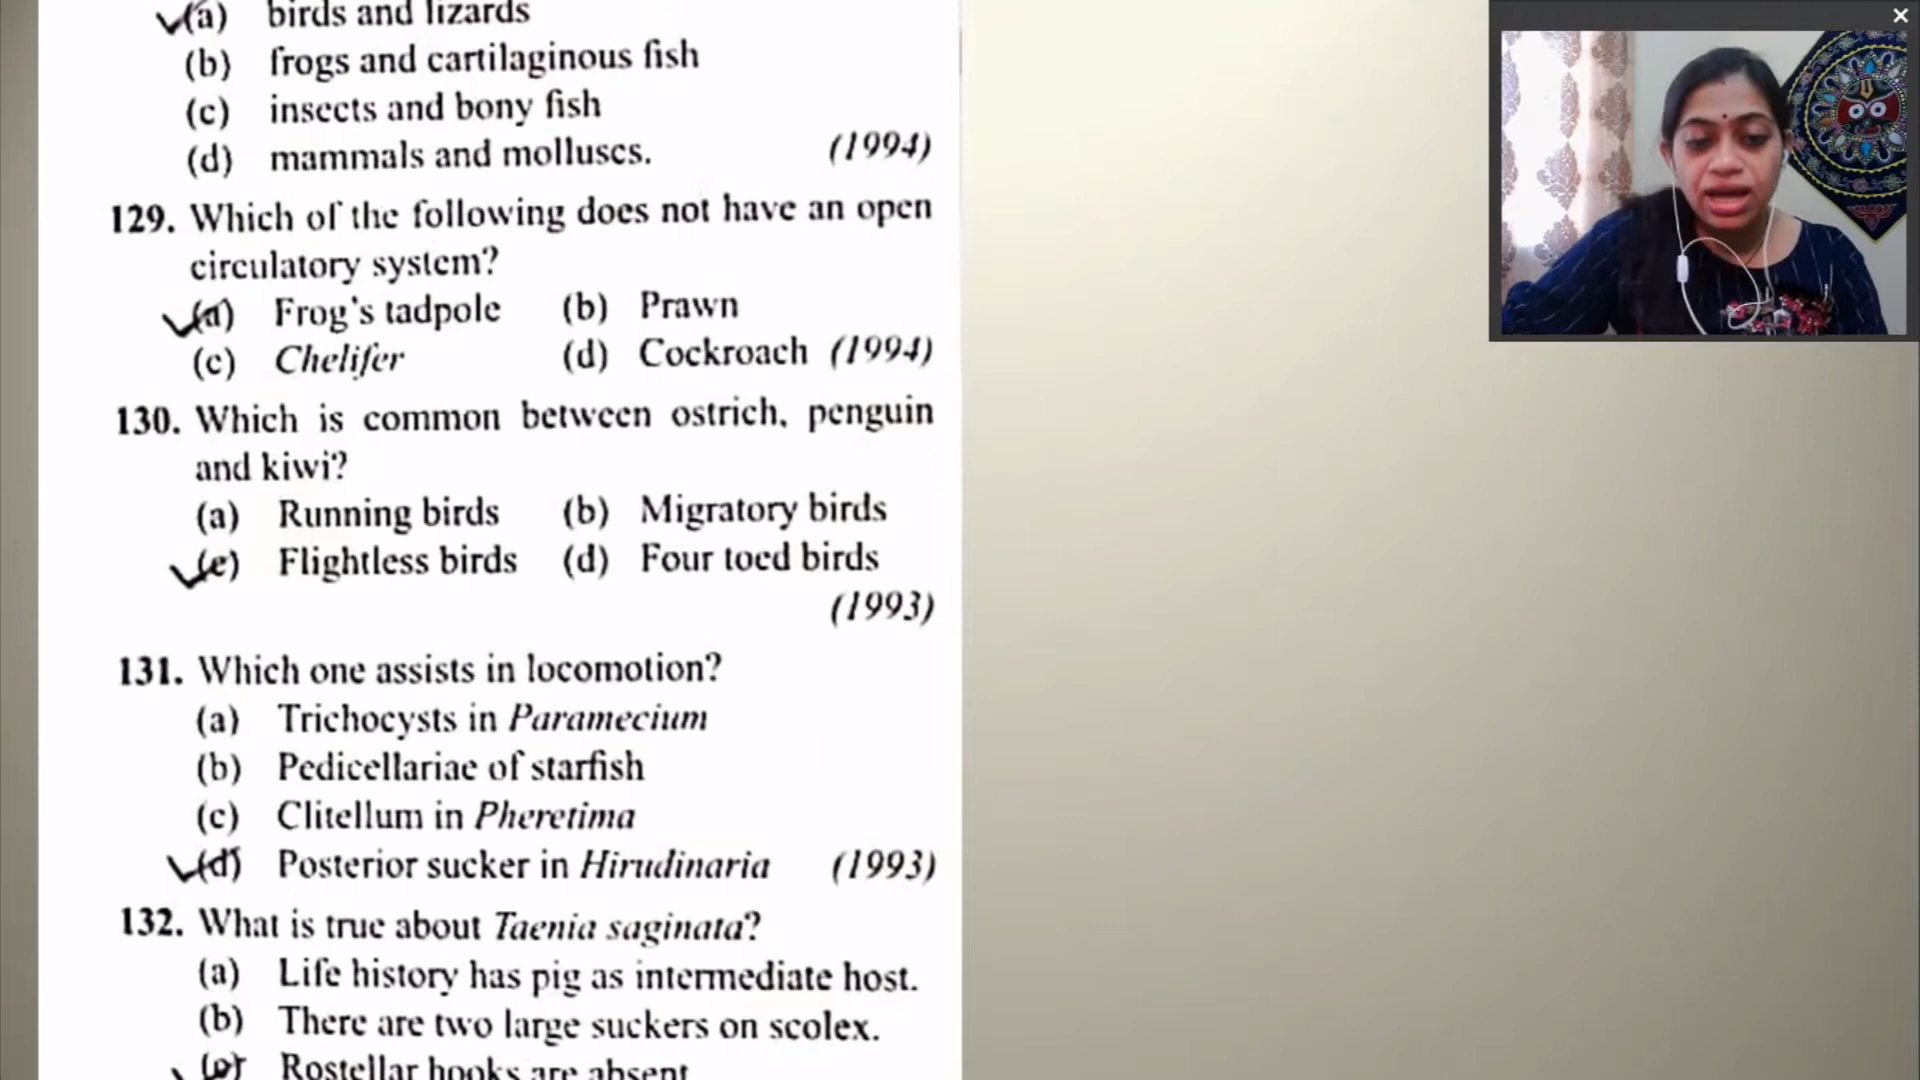 (a) birds and lizards
(b) frogs and cartilaginous fish
(c) insects and bony fish
(d) mammals and molluscs. (1994)
129. Which of the following does not have an open
circulatory system?
(a) Frog's tadpole (b) Prawn
(c) Chelifer (d) Cockroach (1994)
130. Which is common between ostrich, penguin
and kiwi?
(a) Running birds (b) Migratory birds
(c) Flightless birds (d) Four toed birds
(1993)
131. Which one assists in locomotion?
(a) Trichocysts in Paramecium
(b) Pedicellariae of starfish
(c) Clitellum in Pheretima
(d) Posterior sucker in Hirudinaria (1993)
132. What is true about Taenia saginata?
(a) Life history has pig as intermediate host.
(b) There are two large suckers on scolex.
(c) Rostellar hooks are absent